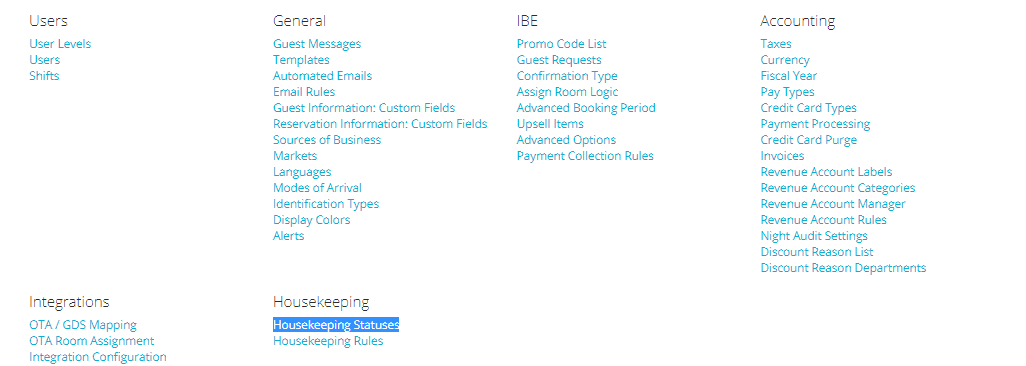 Users
User Levels
Users
Shifts
General
Guest Messages
Templates
Automated Emails
Email Rules
Guest Information: Custom Fields
Reservation Information: Custom Fields
Sources of Business
Markets
Languages
Modes of Arrival
Identification Types
Display Colors
Alerts
IBE
Promo Code List
Guest Requests
Confirmation Type
Assign Room Logic
Advanced Booking Period
Upsell Items
Advanced Options
Payment Collection Rules
Accounting
Taxes
Currency
Fiscal Year
Pay Types
Credit Card Types
Payment Processing
Credit Card Purge
Invoices
Revenue Account Labels
Revenue Account Categories
Revenue Account Manager
Revenue Account Rules
Night Audit Settings
Discount Reason List
Discount Reason Departments
Integrations
OTA / GDS Mapping
OTA Room Assignment
Integration Configuration
Housekeeping
Housekeeping Statuses
Housekeeping Rules